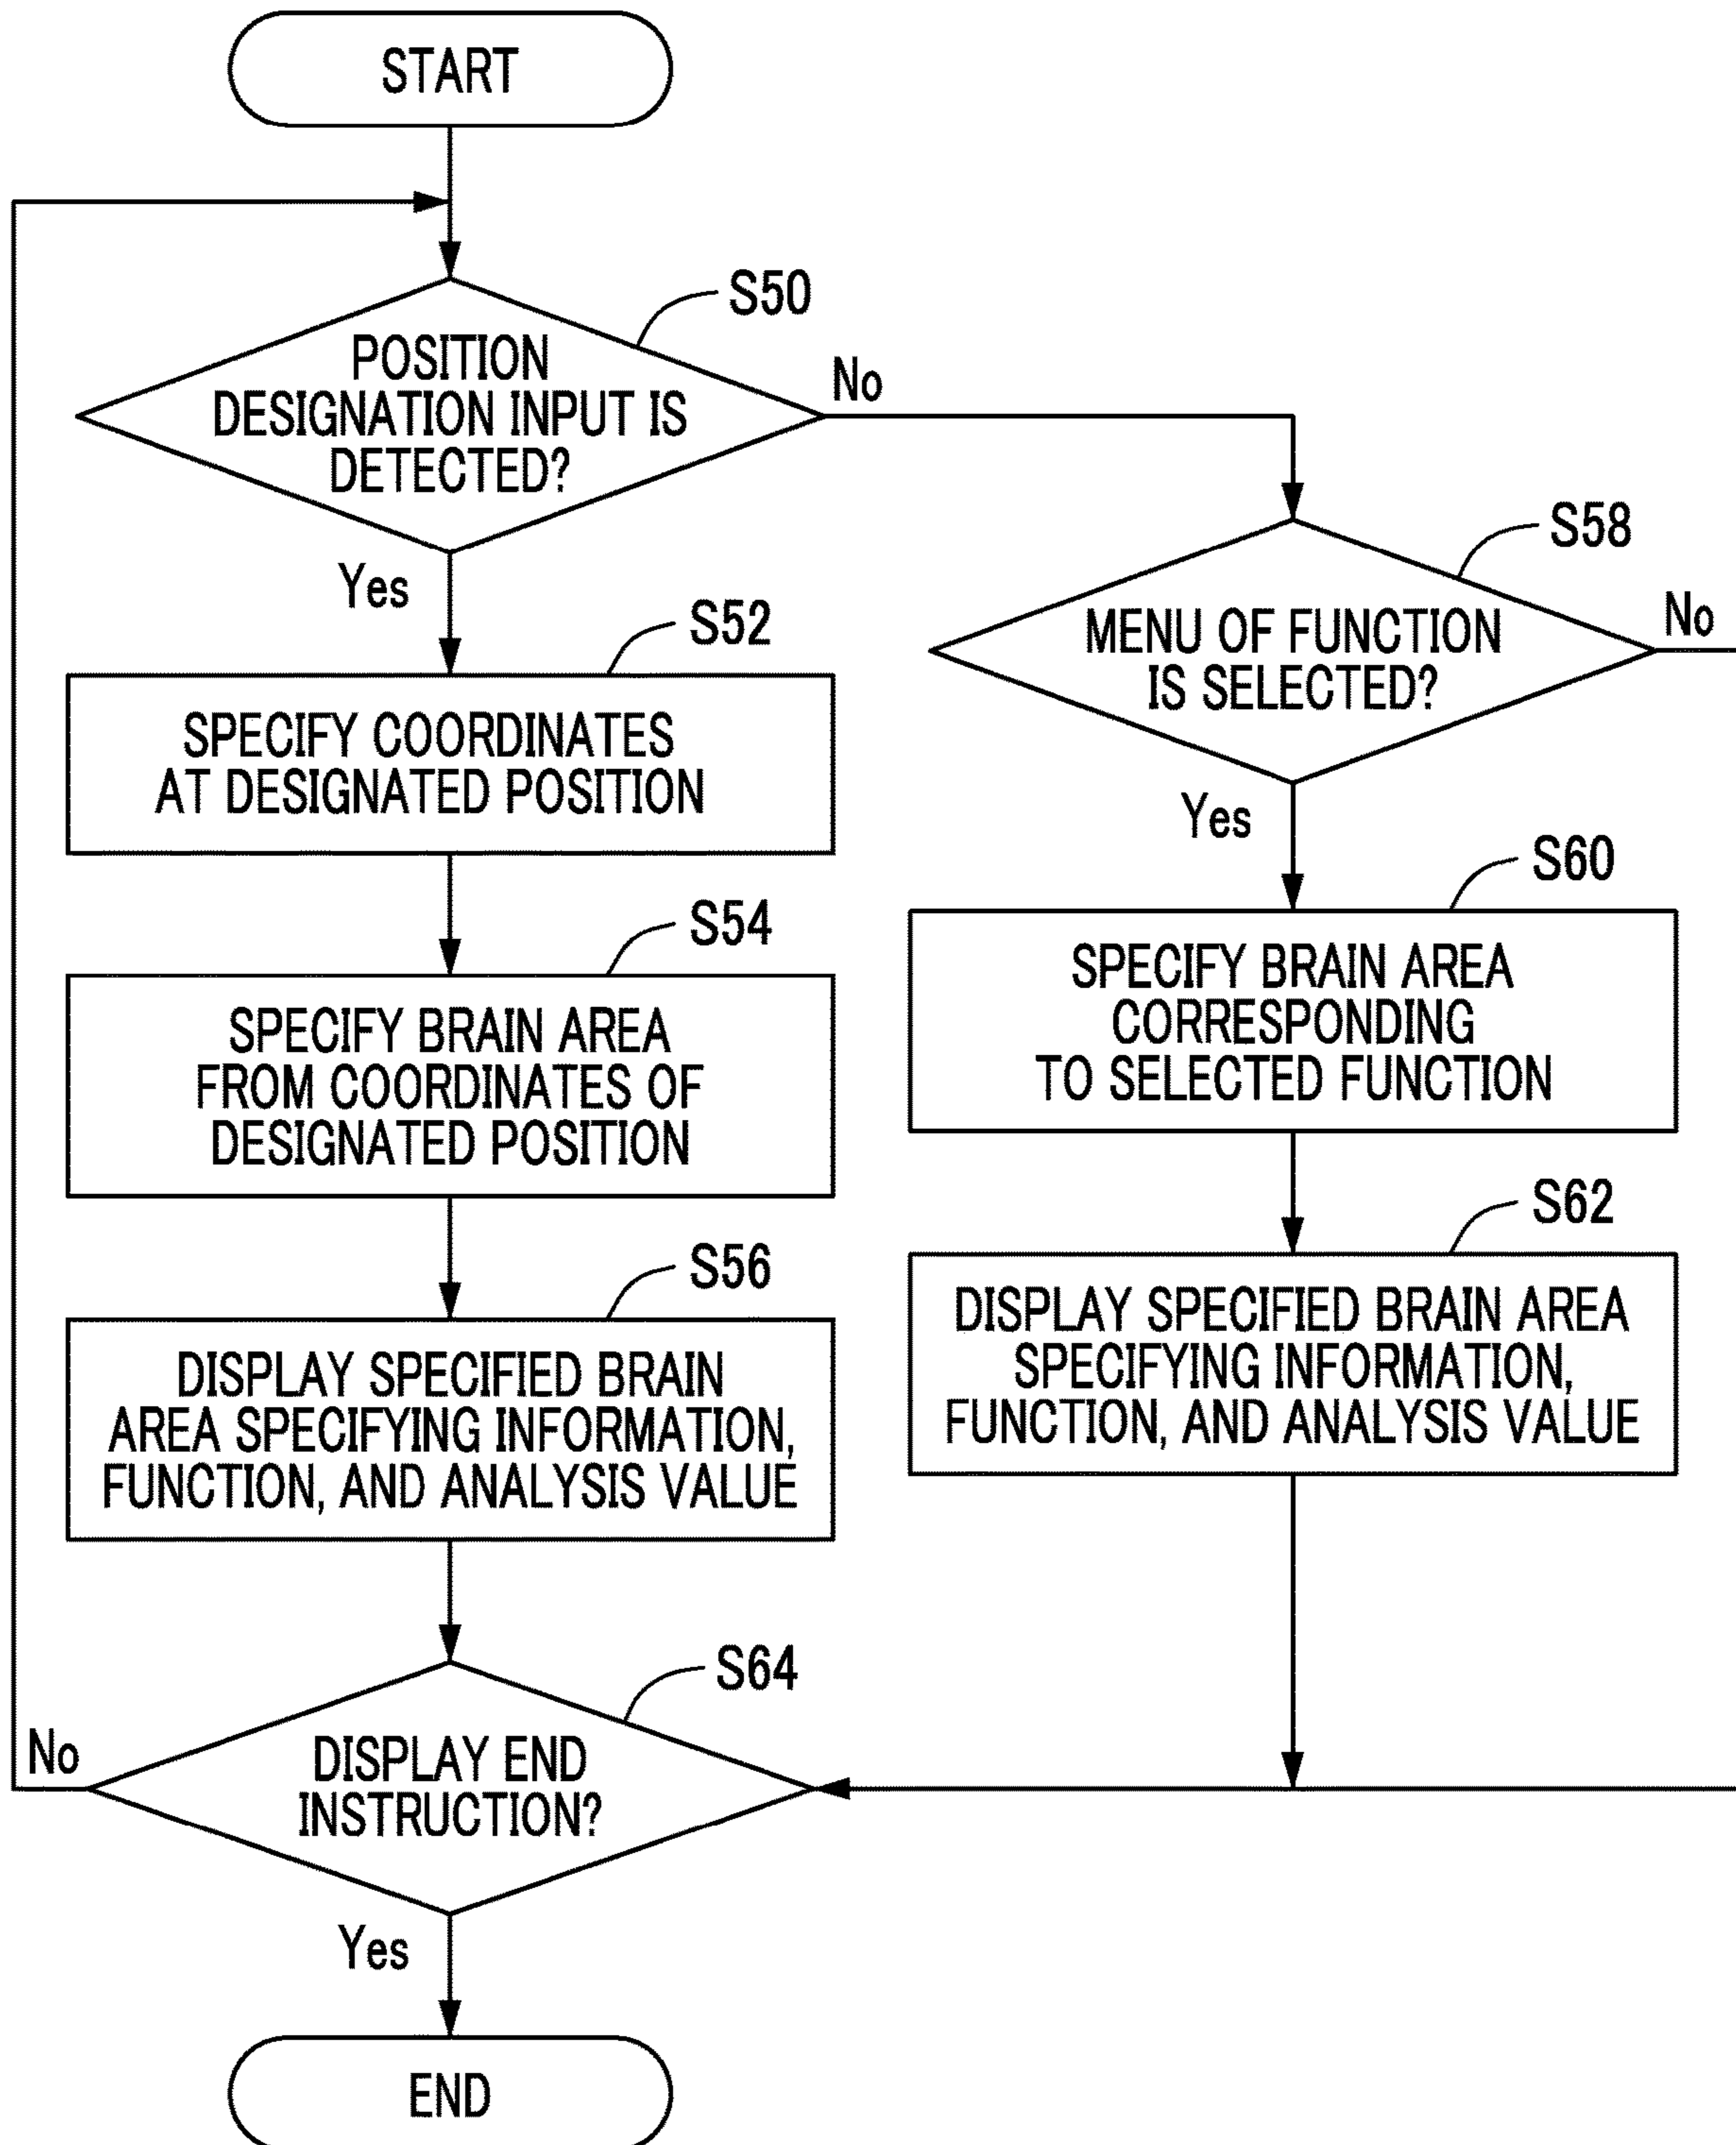 START
S50
POSITION
DESIGNATION INPUT IS
DETECTED?
No
Yes
S52
SPECIFY COORDINATES
AT DESIGNATED POSITION
S54
SPECIFY BRAIN AREA
FROM COORDINATES OF
DESIGNATED POSITION
S56
DISPLAY SPECIFIED BRAIN
AREA SPECIFYING INFORMATION,
FUNCTION, AND ANALYSIS VALUE
S58
MENU OF FUNCTION
IS SELECTED?
No
Yes
S60
SPECIFY BRAIN AREA
CORRESPONDING
TO SELECTED FUNCTION
S62
DISPLAY SPECIFIED BRAIN AREA
SPECIFYING INFORMATION,
FUNCTION, AND ANALYSIS VALUE
S64
DISPLAY END
INSTRUCTION?
No
Yes
END